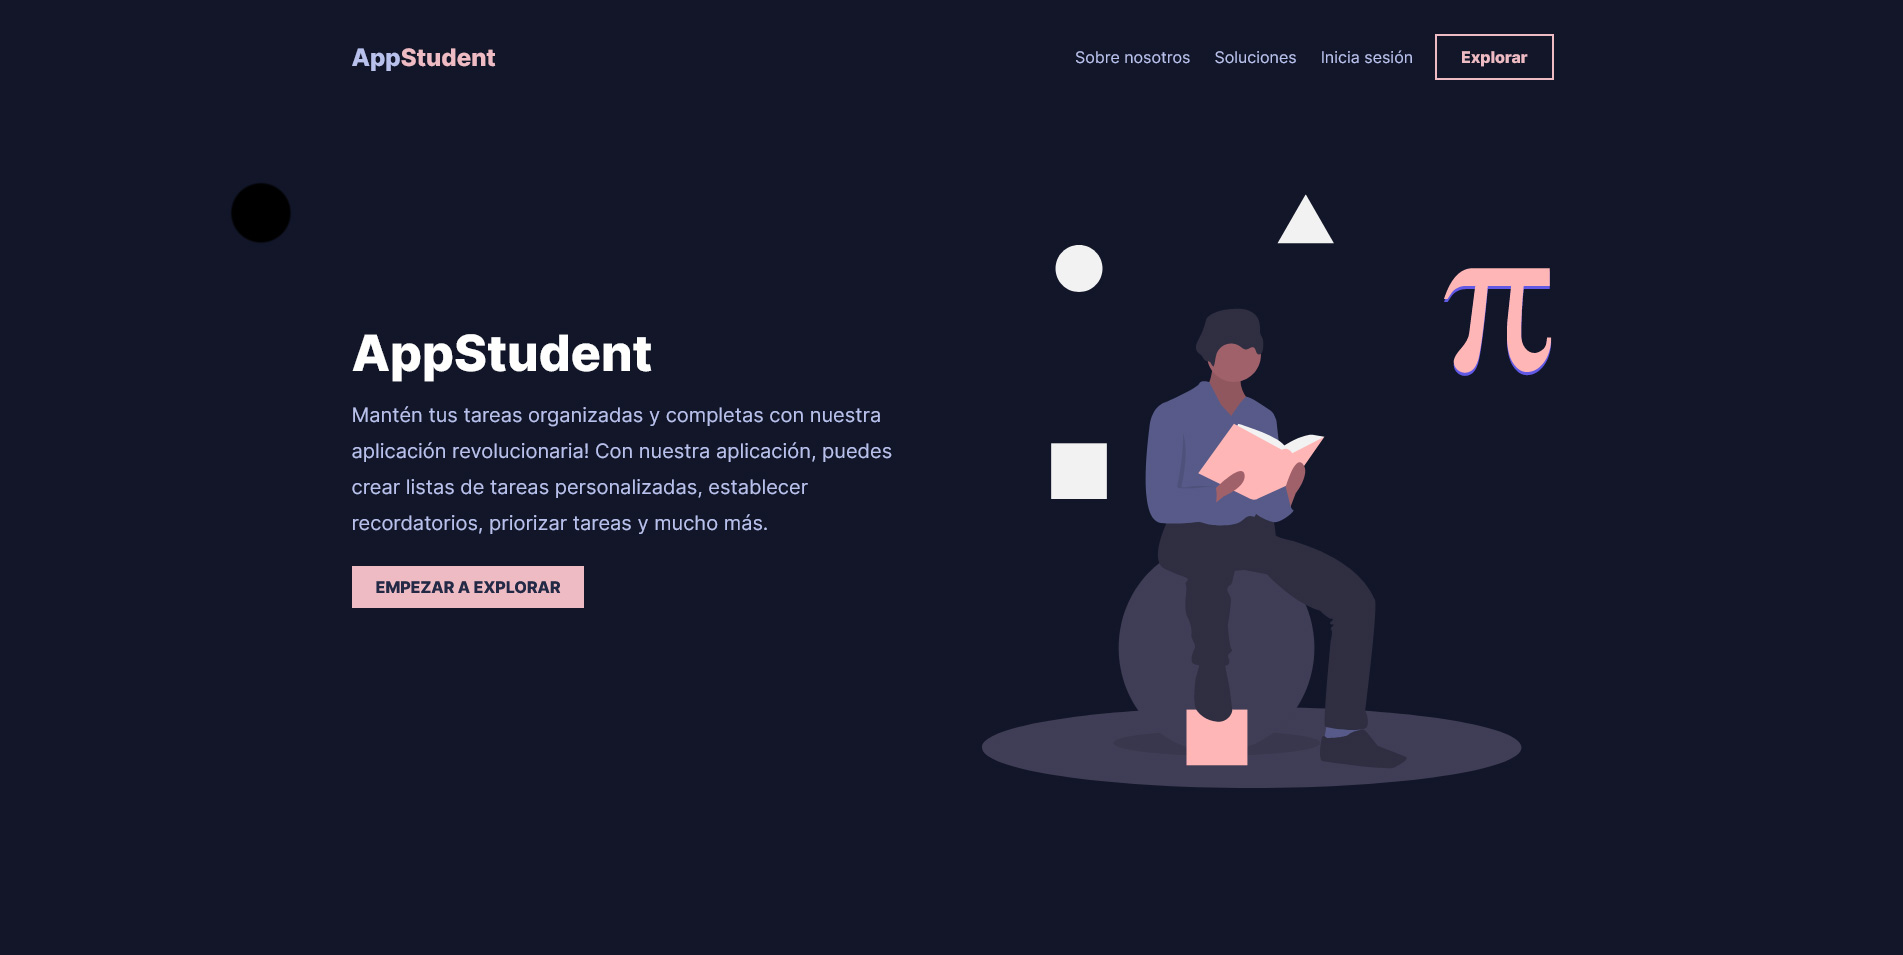 AppStudent
Sobre nosotros Soluciones Inicia sesión Explorar
AppStudent
Mantén tus tareas organizadas y completas con nuestra
aplicación revolucionaria! Con nuestra aplicación, puedes
crear listas de tareas personalizadas, establecer
recordatorios, priorizar tareas y mucho más.
EMPEZAR A EXPLORAR
π